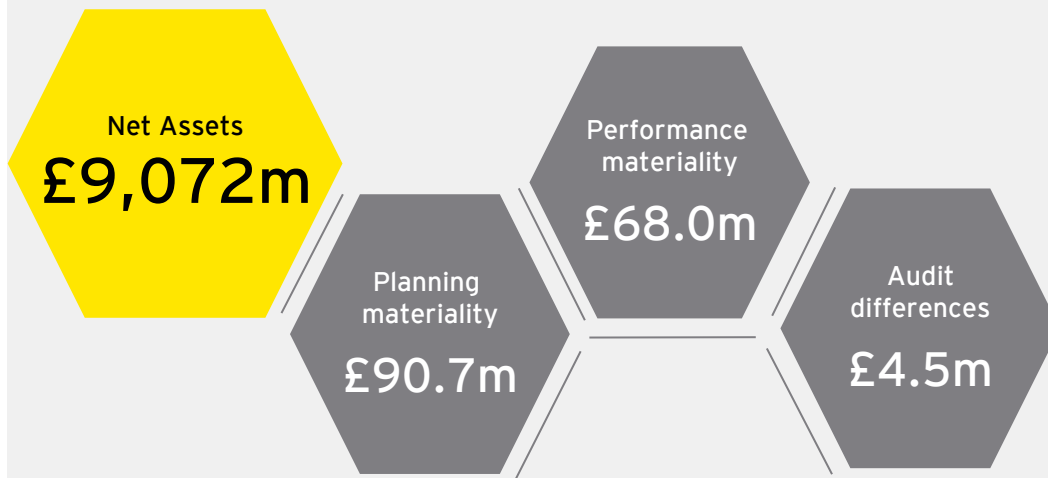 Net Assets
£9,072m
Planning
materiality
£90.7m
Performance
materiality
£68.0m
Audit
differences
£4.5m